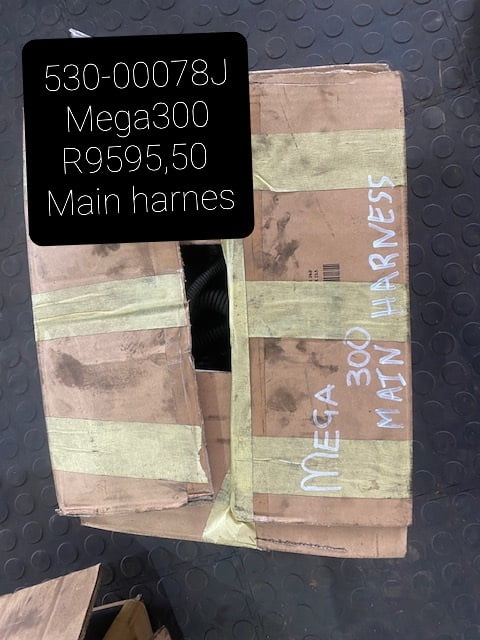 530-00078J
Mega300
R9595,50
Main harnes
MEGA
300
MAIN HARNESS